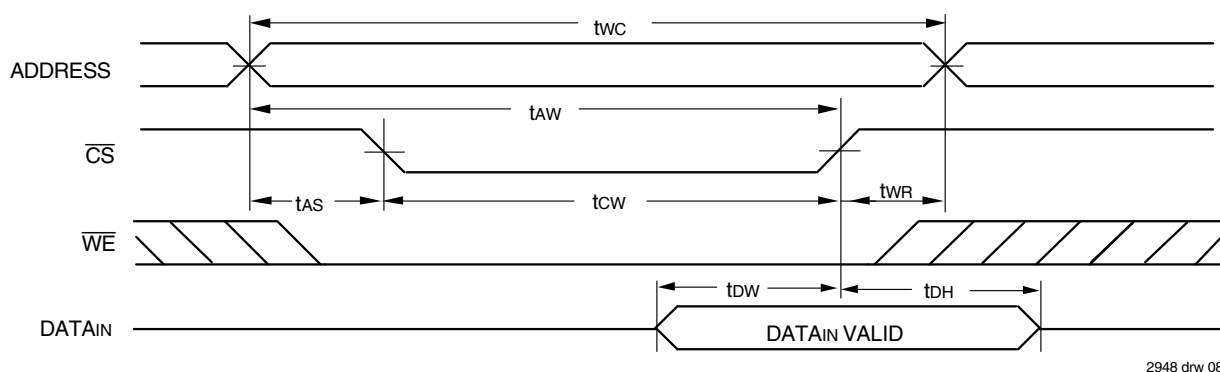 tWC
ADDRESS
tAW
CS
tAS
tCW
tWR
WE
tDW
tDH
DATAIN
DATAIN VALID
2948 drw 08